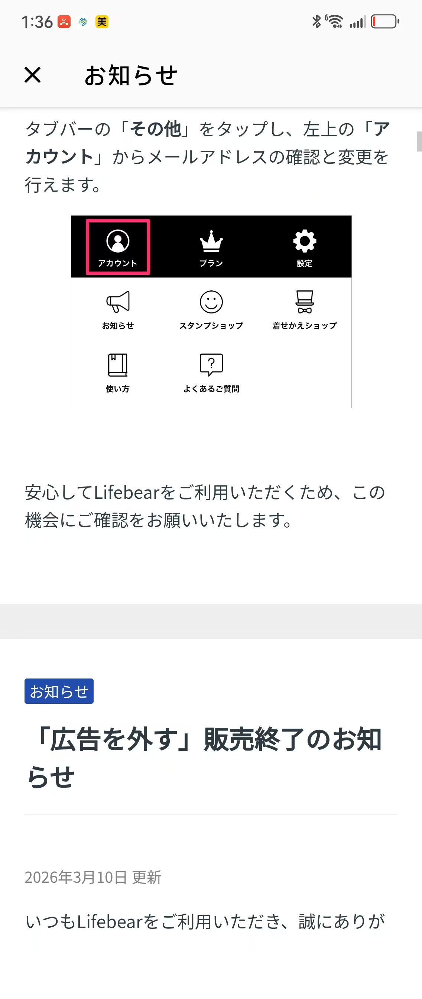 1:36 美 6
お知らせ
タブバーの「その他」をタップし、左上の「ア
カウント」からメールアドレスの確認と変更を
行えます。
アカウント プラン 設定
お知らせ スタンプショップ 着せかえショップ
使い方 よくあるご質問
安心してLifebearをご利用いただくため、この
機会にご確認をお願いいたします。
お知らせ
「広告を外す」販売終了のお知
らせ
2026年3月10日 更新
いつもLifebearをご利用いただき、誠にありが